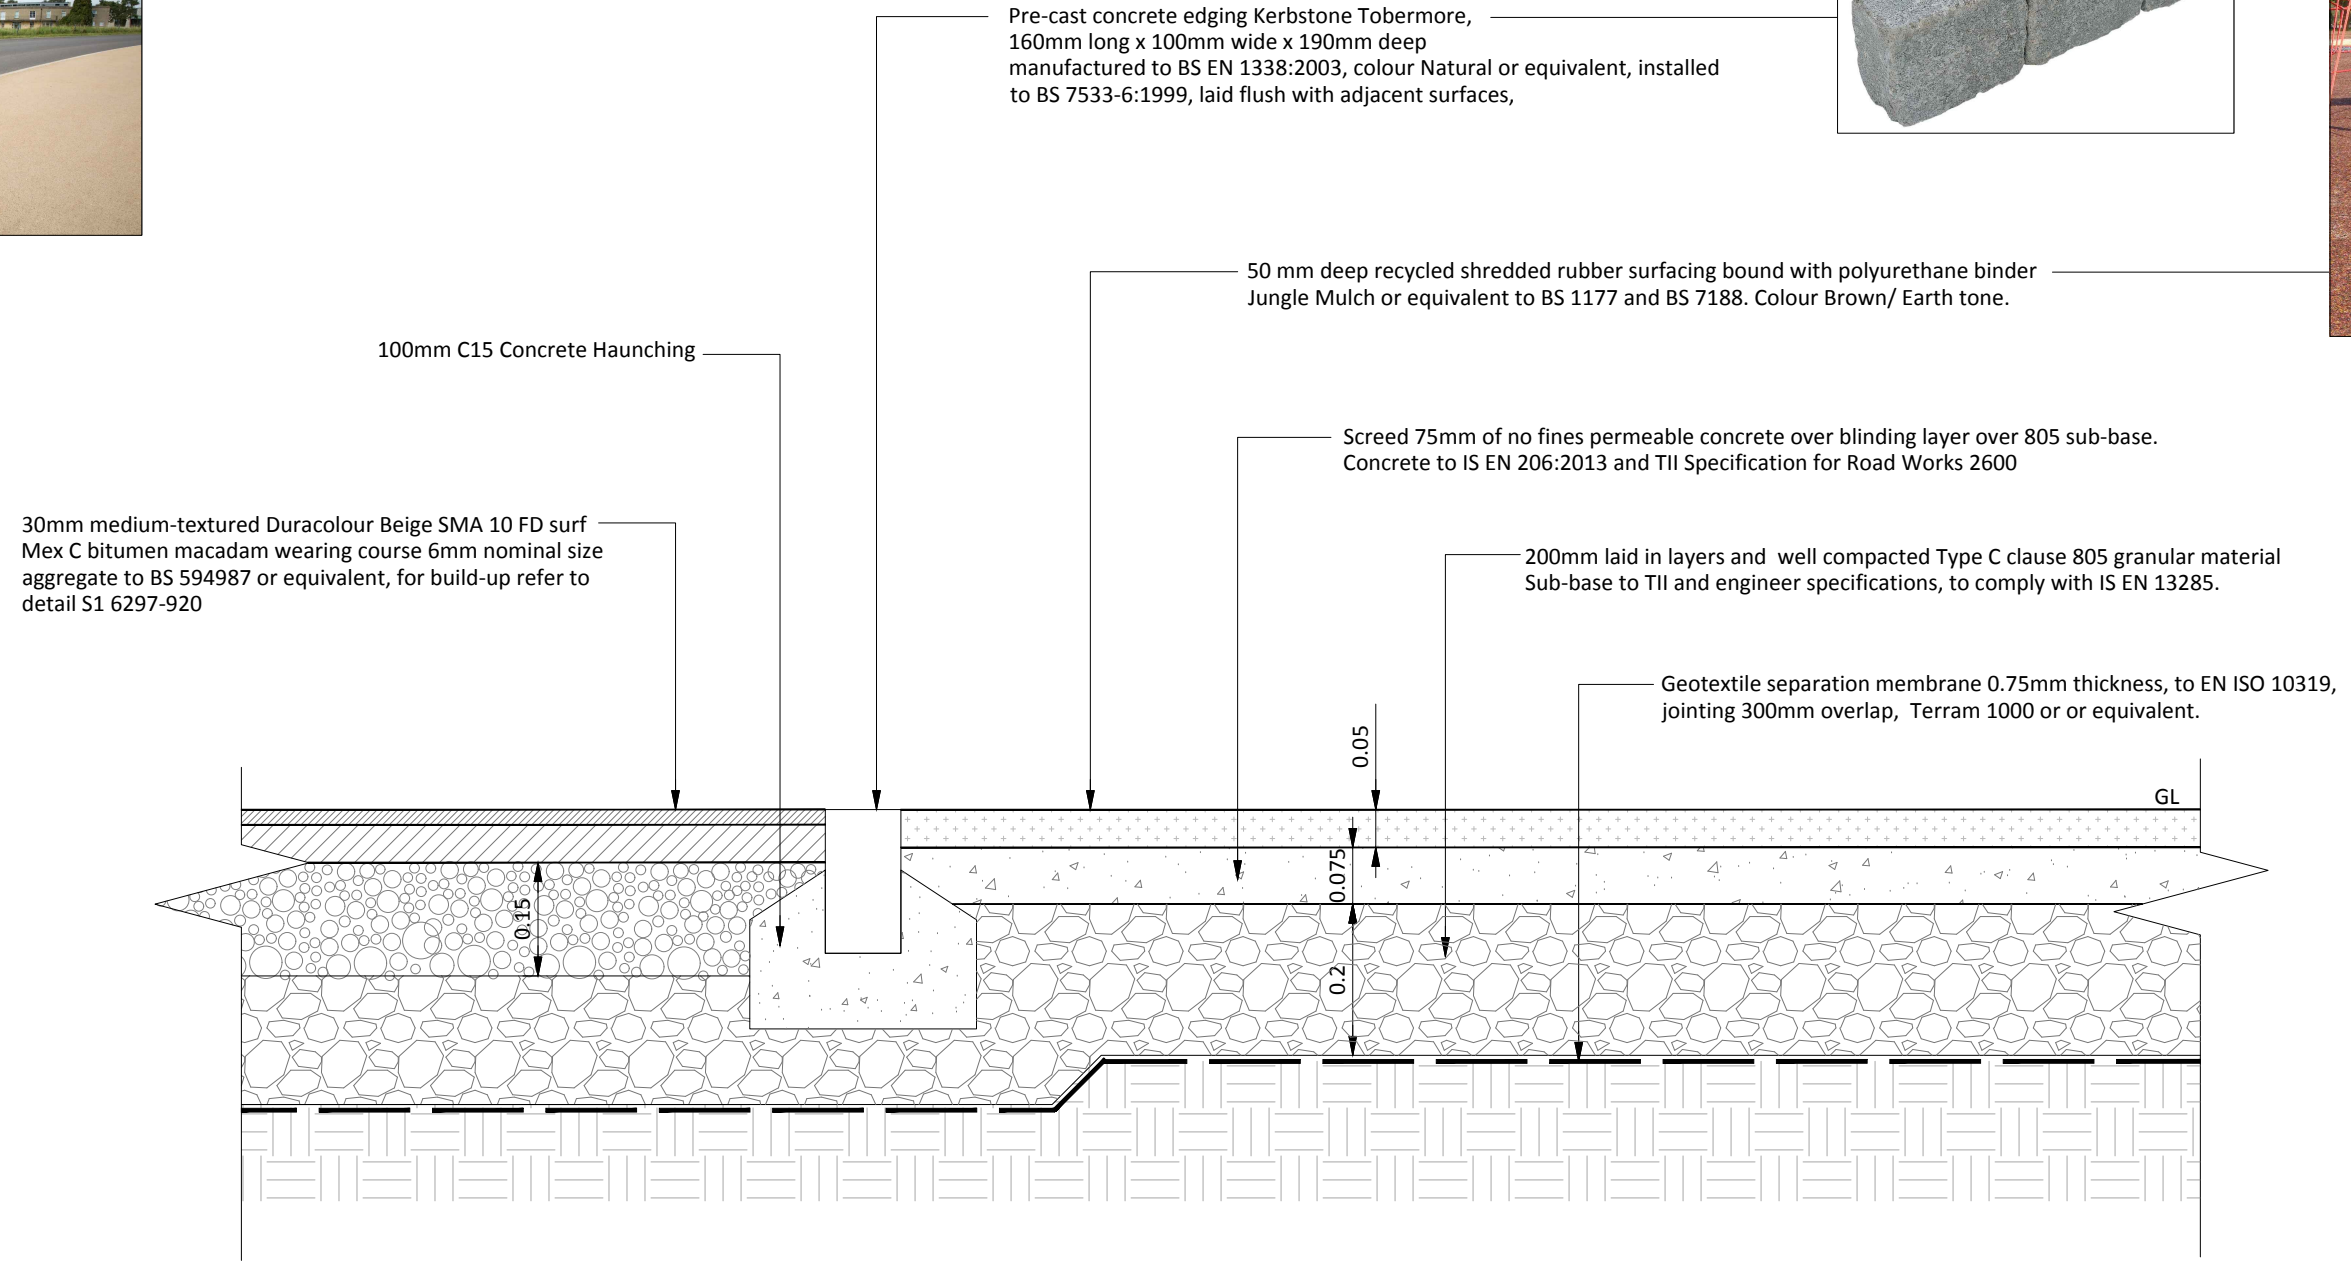 Pre-cast concrete edging Kerbstone Tobermore,
160mm long x 100mm wide x 190mm deep
manufactured to BS EN 1338:2003, colour Natural or equivalent, installed
to BS 7533-6:1999, laid flush with adjacent surfaces,
50 mm deep recycled shredded rubber surfacing bound with polyurethane binder
Jungle Mulch or equivalent to BS 1177 and BS 7188. Colour Brown/ Earth tone.
100mm C15 Concrete Haunching
Screed 75mm of no fines permeable concrete over blinding layer over 805 sub-base.
Concrete to IS EN 206:2013 and TII Specification for Road Works 2600
30mm medium-textured Duracolour Beige SMA 10 FD surf
Mex C bitumen macadam wearing course 6mm nominal size
aggregate to BS 594987 or equivalent, for build-up refer to
detail S1 6297-920
200mm laid in layers and well compacted Type C clause 805 granular material
Sub-base to TII and engineer specifications, to comply with IS EN 13285.
Geotextile separation membrane 0.75mm thickness, to EN ISO 10319,
jointing 300mm overlap, Terram 1000 or or equivalent.
0.05
GL
0.075
0.15
0.2